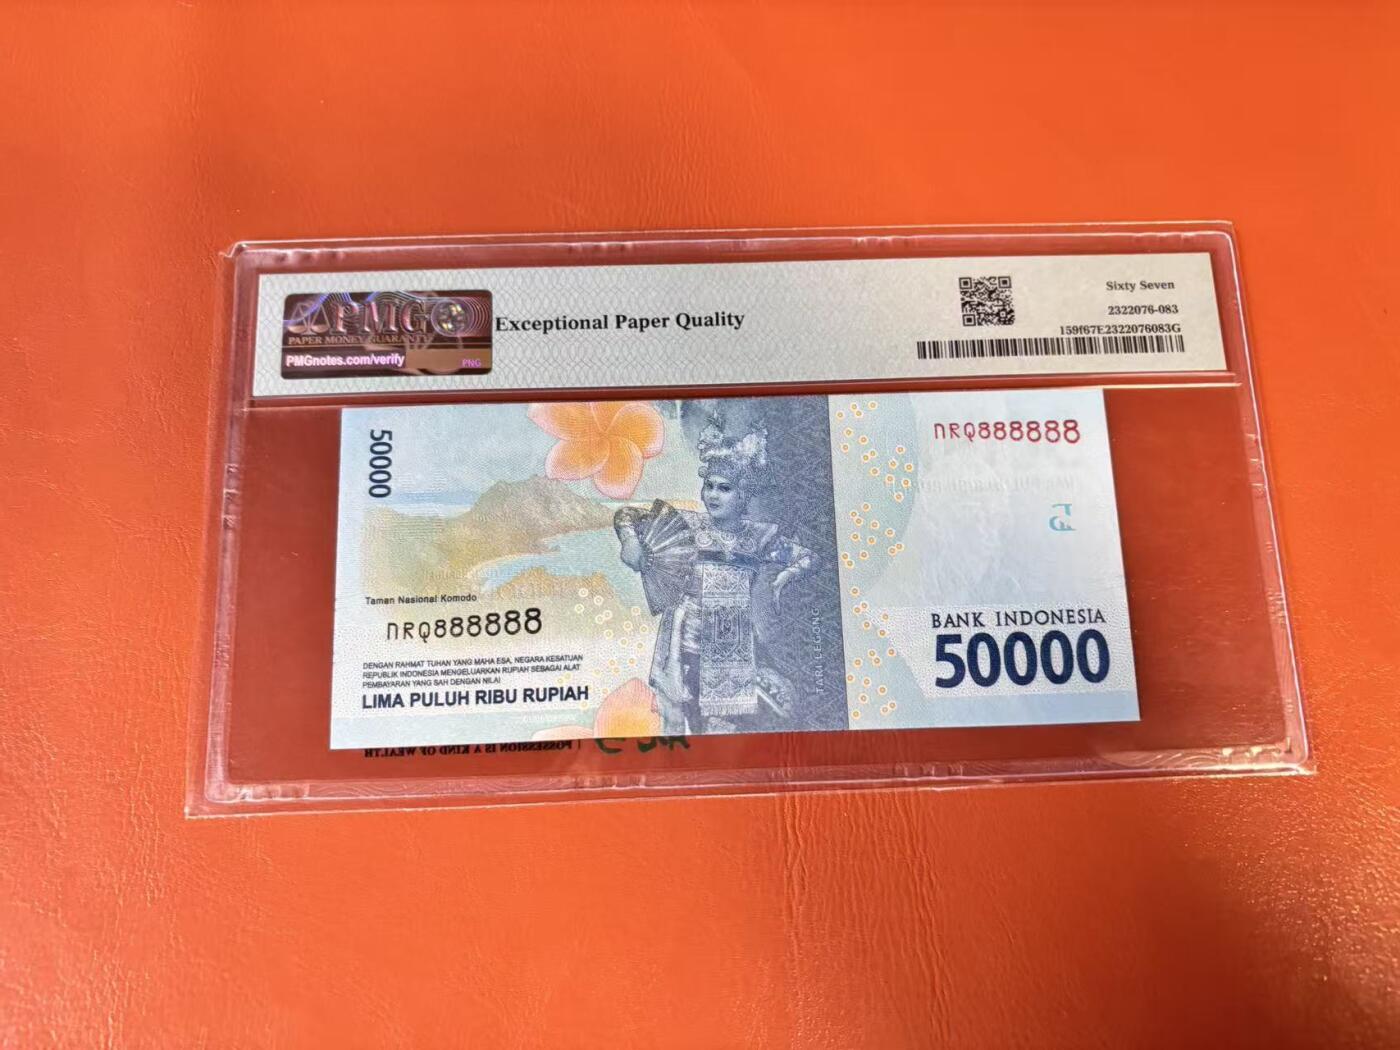 PMG
PAPER MONEY GUARANTY
PMGnotes.com/verify
PNG
Exceptional Paper Quality
Sixty Seven
2322076-083
159f67E2322076083G
50000
NRQ888888
Taman Nasional Komodo
NRQ888888
DENGAN RAHMAT TUHAN YANG MAHA ESA, NEGARA KESATUAN
REPUBLIK INDONESIA MENGELUARKAN RUPIAH SEBAGAI ALAT
PEMBAYARAN YANG SAH DENGAN NILAI
LIMA PULUH RIBU RUPIAH
TARI LEGONG
BANK INDONESIA
50000
POSSESSION IS A KIND OF WEALTH